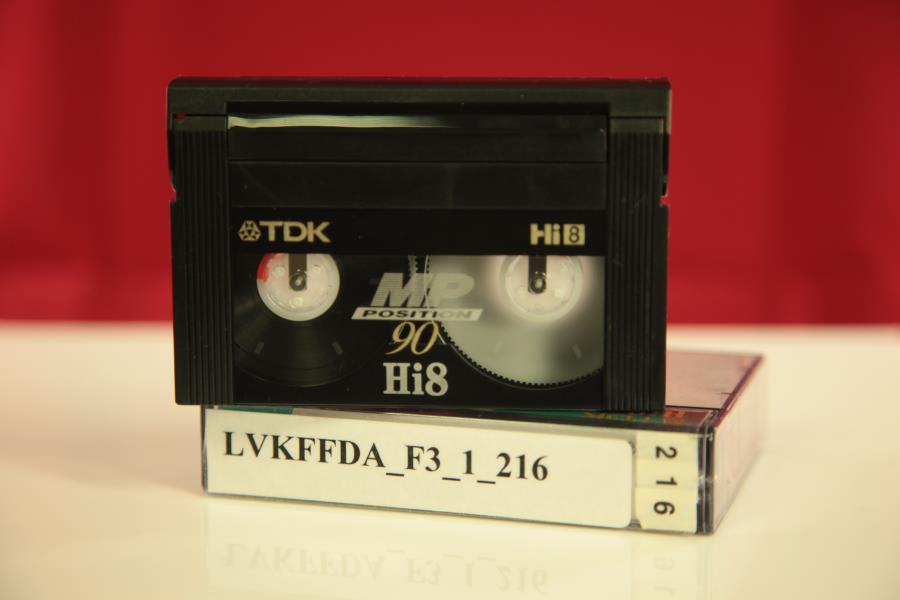 TDK Hi8
MP
POSITION
90
Hi8
LVKFFDA_F3_1_216
216